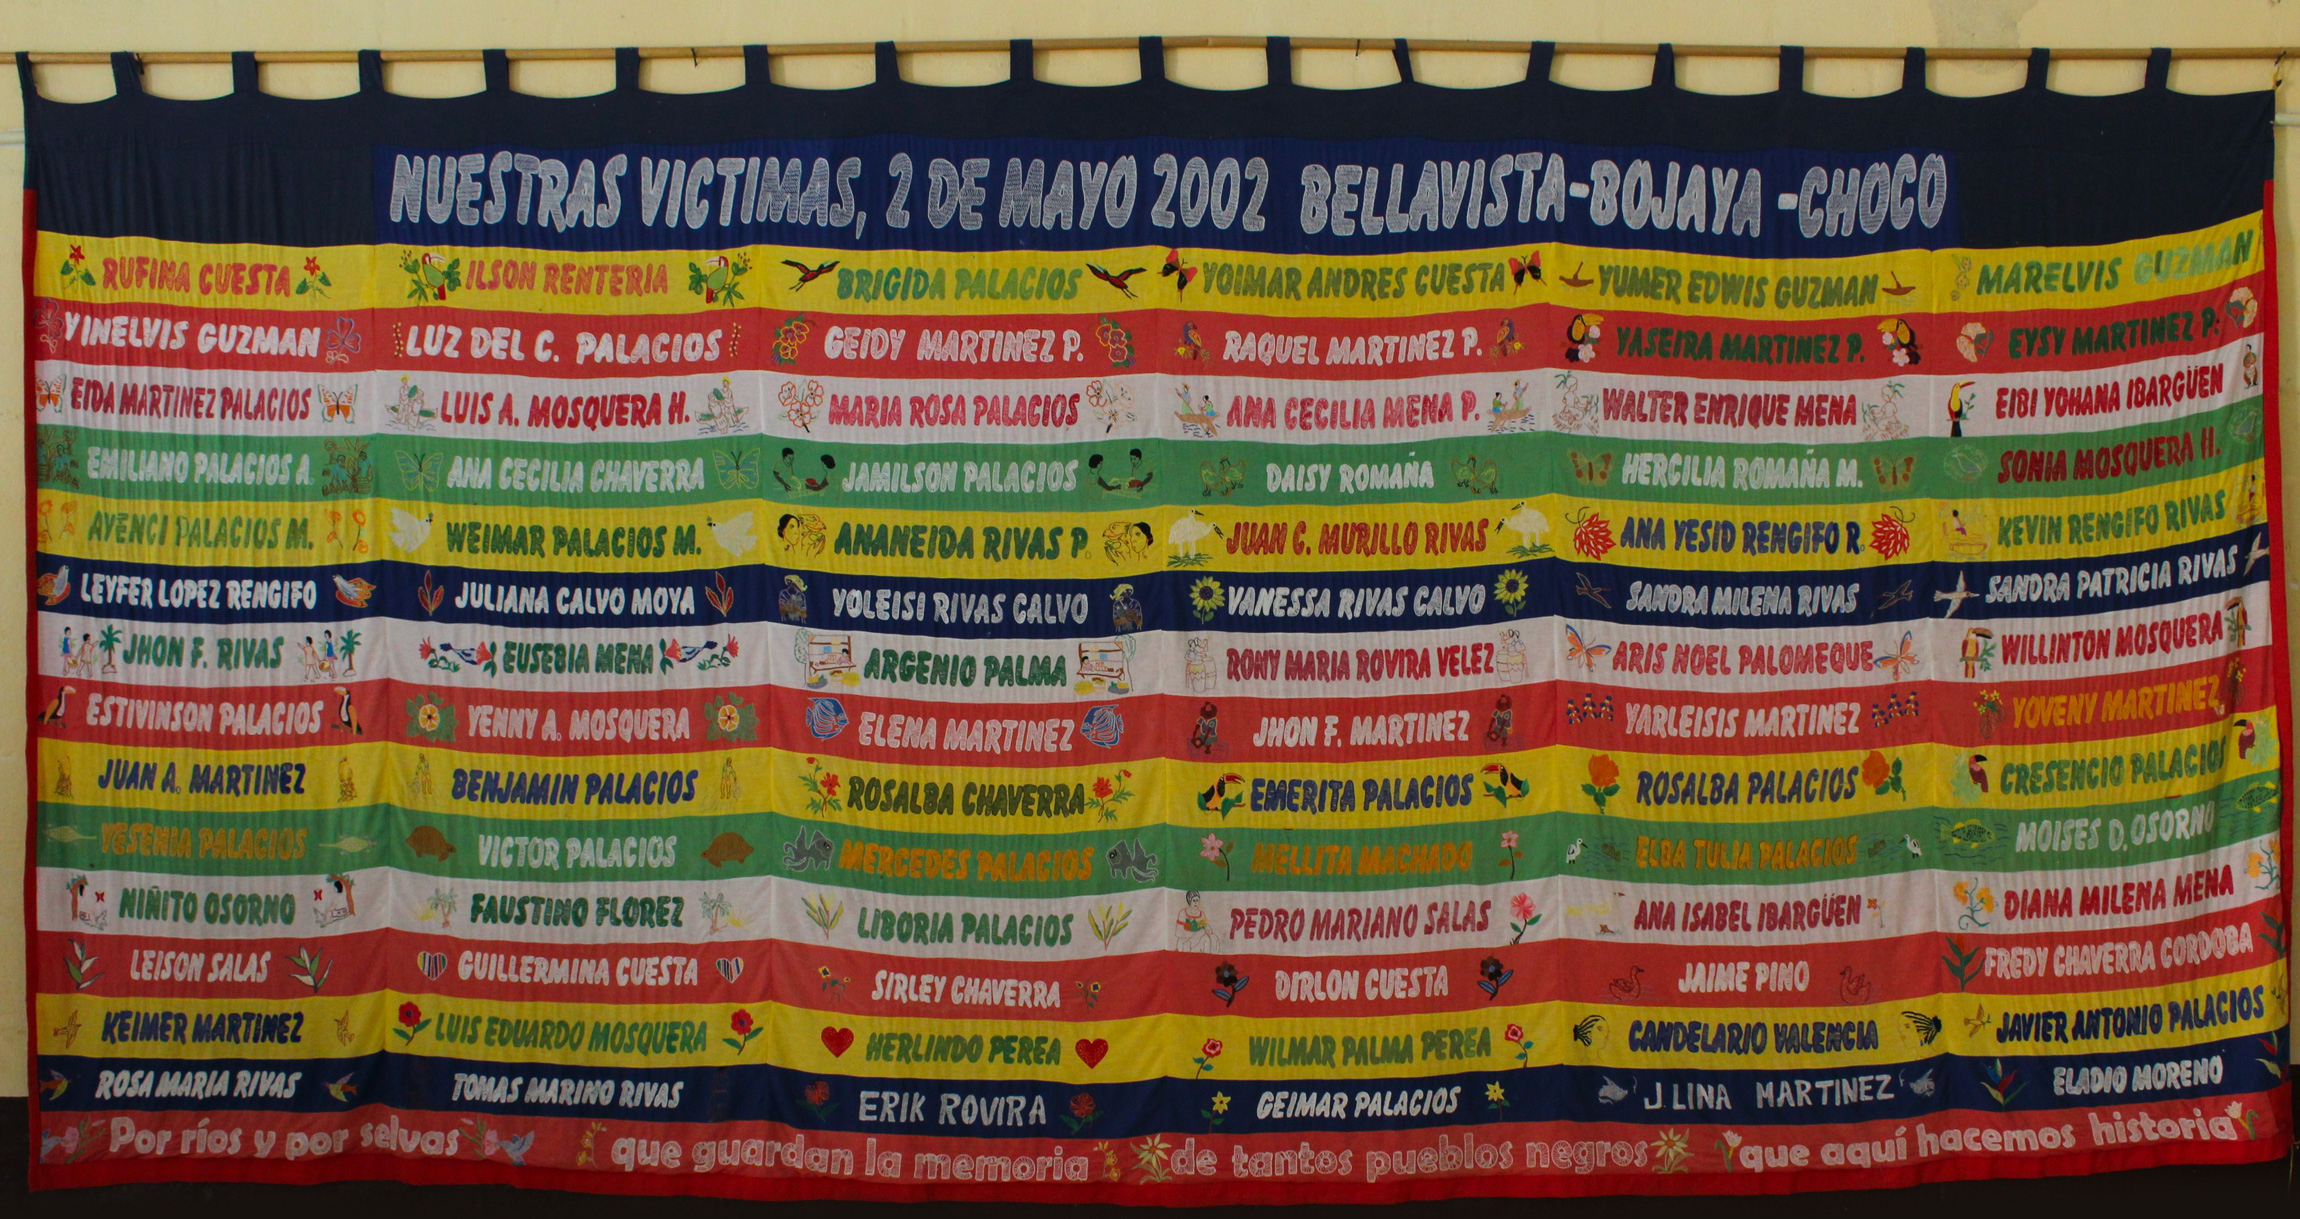 NUESTRAS VICTIMAS, 2 DE MAYO 2002 BELLAVISTA-BOJAYA-CHOCO
RUFINA CUESTA ILSON RENTERIA BRIGIDA PALACIOS YOIMAR ANDRES CUESTA YUMER EDWIS GUZMAN MARELVIS GUZMAN
YINELVIS GUZMAN LUZ DEL C. PALACIOS GEIDY MARTINEZ P. RAQUEL MARTINEZ P. YASEIRA MARTINEZ P. EYSY MARTINEZ P.
EIDA MARTINEZ PALACIOS LUIS A. MOSQUERA H. MARIA ROSA PALACIOS ANA CECILIA MENA P. WALTER ENRIQUE MENA EIBI YOHANA IBARGÜEN
EMILIANO PALACIOS A. ANA CECILIA CHAVERRA JAMILSON PALACIOS DAISY ROMAÑA HERCILIA ROMAÑA M. SONIA MOSQUERA H.
AYENCI PALACIOS M. WEIMAR PALACIOS M. ANANEIDA RIVAS P. JUAN C. MURILLO RIVAS ANA YESID RENGIFO R. KEVIN RENGIFO RIVAS
LEYFER LOPEZ RENGIFO JULIANA CALVO MOYA YOLEISI RIVAS CALVO VANESSA RIVAS CALVO SANDRA MILENA RIVAS SANDRA PATRICIA RIVAS
JHON F. RIVAS EUSEBIA MENA ARGENIO PALMA RONY MARIA ROVIRA VELEZ ARIS NOEL PALOMEQUE WILLINTON MOSQUERA
ESTIVINSON PALACIOS YENNY A. MOSQUERA ELENA MARTINEZ JHON F. MARTINEZ YARLEISIS MARTINEZ YOVENY MARTINEZ
JUAN A. MARTINEZ BENJAMIN PALACIOS ROSALBA CHAVERRA EMERITA PALACIOS ROSALBA PALACIOS CRESENCIO PALACIOS
YESENIA PALACIOS VICTOR PALACIOS MERCEDES PALACIOS MELLITA MACHADO ELBA TULIA PALACIOS MOISES D. OSORNO
NIÑITO OSORNO FAUSTINO FLOREZ LIBORIA PALACIOS PEDRO MARIANO SALAS ANA ISABEL IBARGÜEN DIANA MILENA MENA
LEISON SALAS GUILLERMINA CUESTA SIRLEY CHAVERRA DIRLON CUESTA JAIME PINO FREDY CHAVERRA CORDOBA
KEIMER MARTINEZ LUIS EDUARDO MOSQUERA HERLINDO PEREA WILMAR PALMA PEREA CANDELARIO VALENCIA JAVIER ANTONIO PALACIOS
ROSA MARIA RIVAS TOMAS MARINO RIVAS ERIK ROVIRA GEIMAR PALACIOS J. LINA MARTINEZ ELADIO MORENO
Por ríos y por selvas que guardan la memoria de tantos pueblos negros que aquí hacemos historia